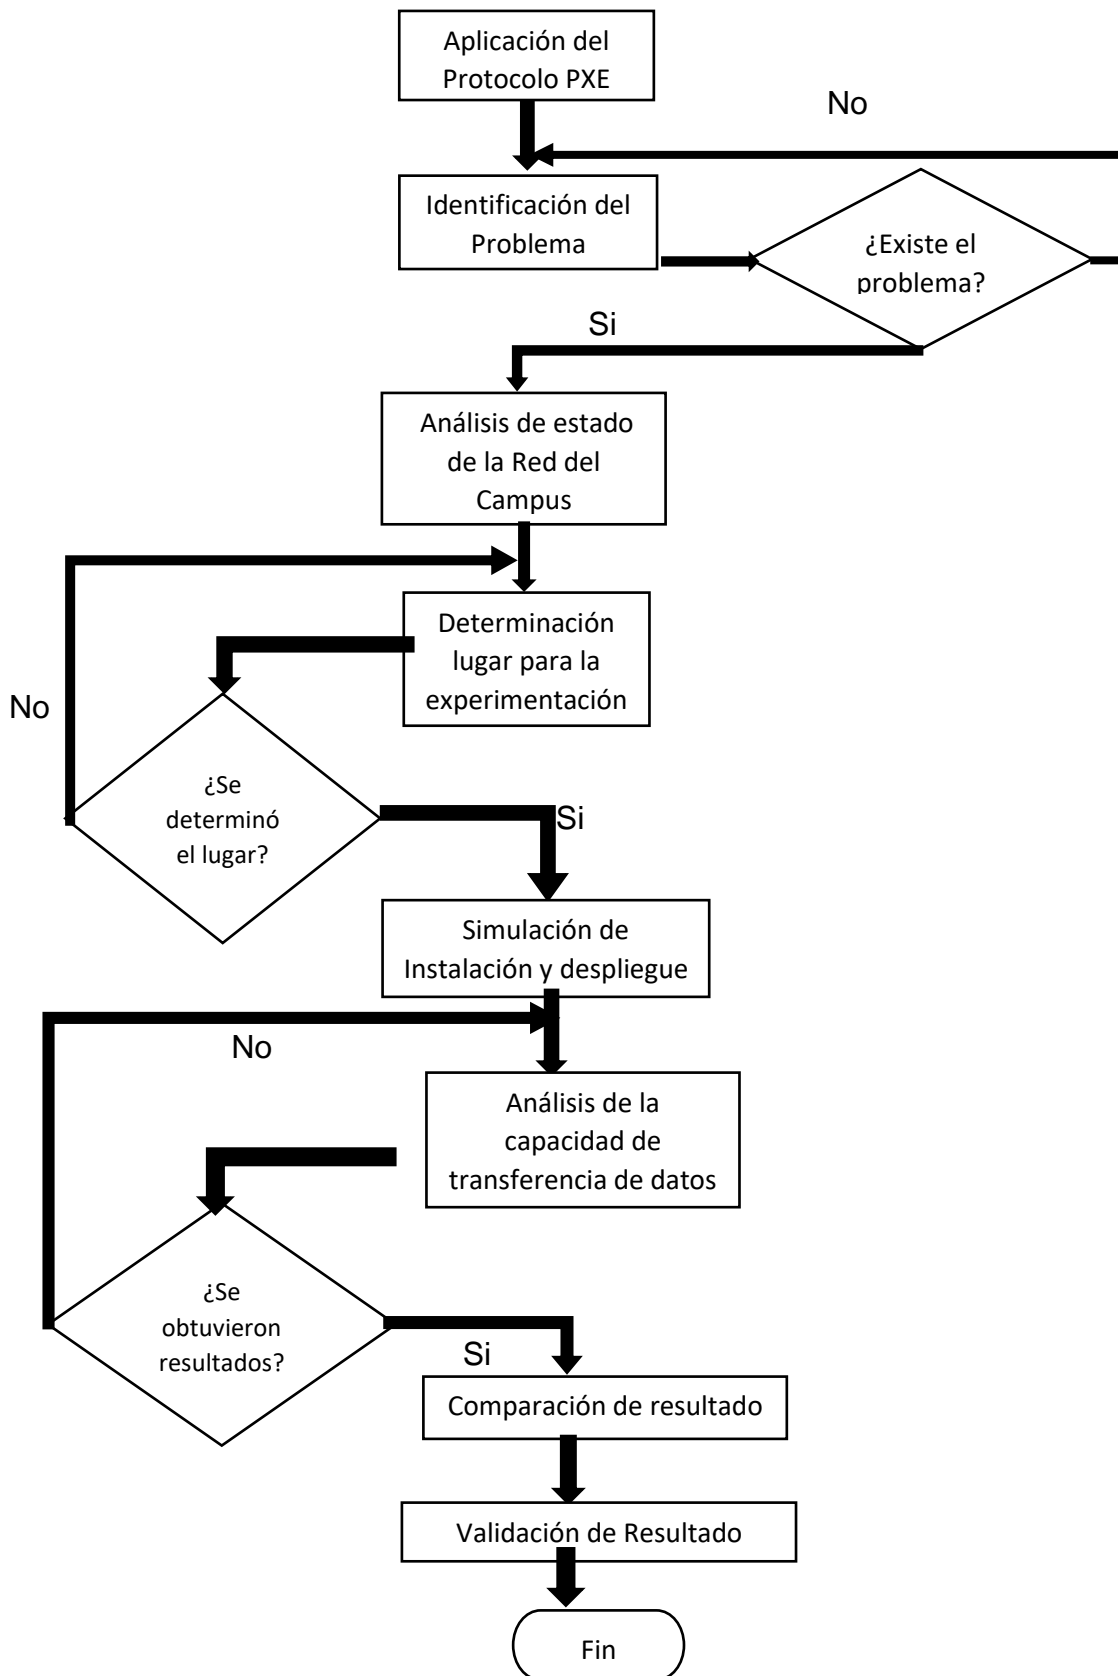 Aplicación del
Protocolo PXE
No
Identificación del
Problema
¿Existe el
problema?
Si
Análisis de estado
de la Red del
Campus
Determinación
lugar para la
experimentación
No
¿Se
determinó
el lugar?
Si
Simulación de
Instalación y despliegue
No
Análisis de la
capacidad de
transferencia de datos
¿Se
obtuvieron
resultados?
Si
Comparación de resultado
Validación de Resultado
Fin